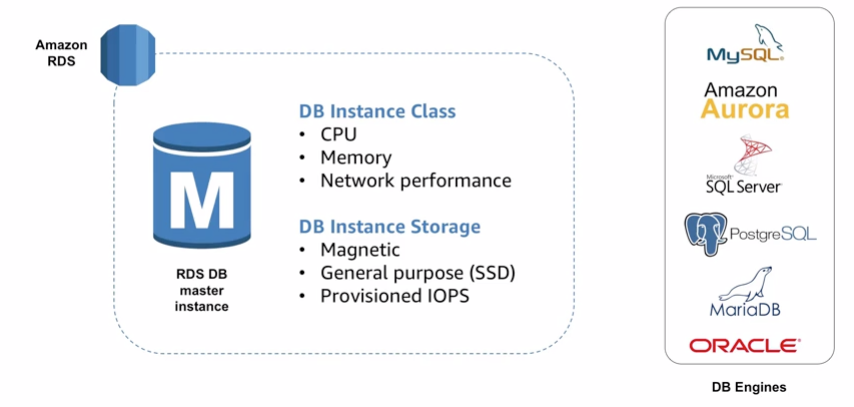 Amazon
RDS
M
RDS DB
master
instance
DB Instance Class
• CPU
• Memory
• Network performance
DB Instance Storage
• Magnetic
• General purpose (SSD)
• Provisioned IOPS
MySQL®
Amazon
Aurora
Microsoft®
SQL Server®
PostgreSQL
MariaDB
ORACLE®
DB Engines